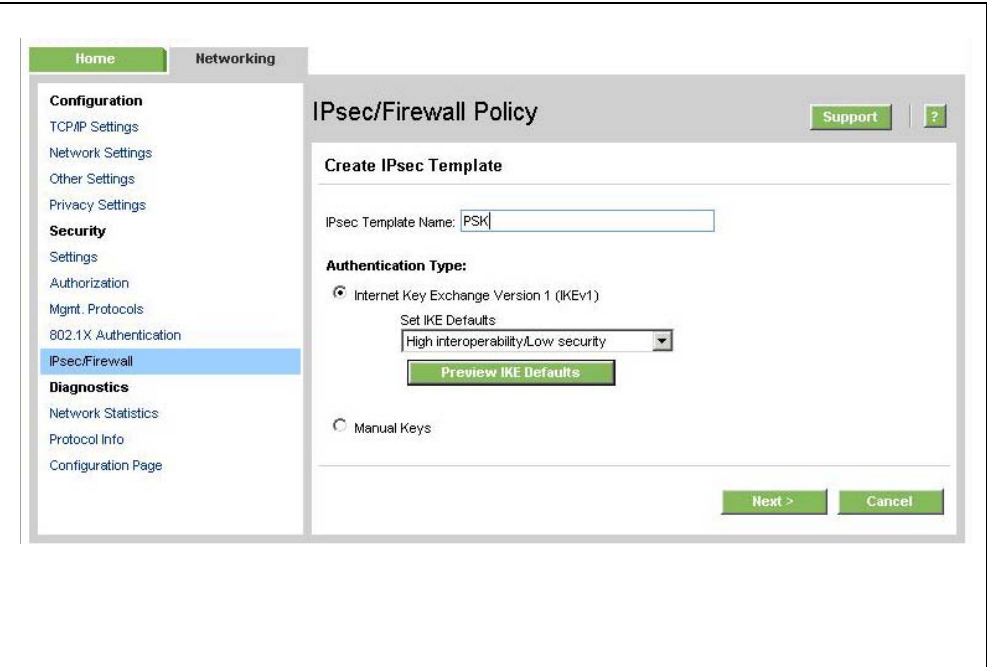 Home
Networking
Configuration
TCP/IP Settings
Network Settings
Other Settings
Privacy Settings
Security
Settings
Authorization
Mgmt. Protocols
802.1X Authentication
IPsec/Firewall
Diagnostics
Network Statistics
Protocol Info
Configuration Page
IPsec/Firewall Policy
Support
?
Create IPsec Template
IPsec Template Name: PSK
Authentication Type:
Internet Key Exchange Version 1 (IKEv1)
Set IKE Defaults
High interoperability/Low security
Preview IKE Defaults
Manual Keys
Next >
Cancel